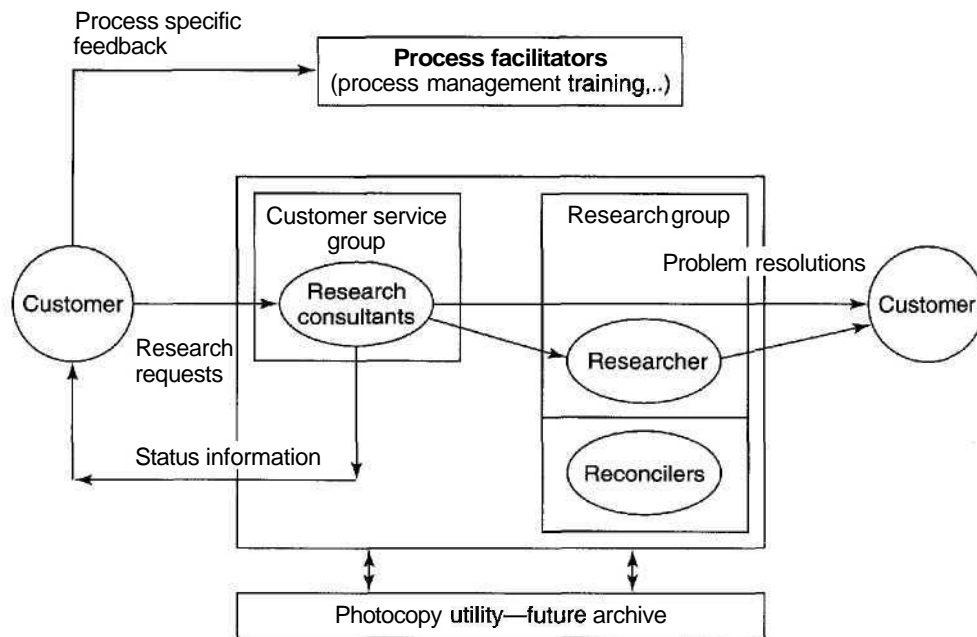 Process specific
feedback
Process facilitators
(process management training,..)
Customer service
group
Research group
Problem resolutions
Customer
Research
consultants
Customer
Research
requests
Researcher
Status information
Reconcilers
Photocopy utility—future archive